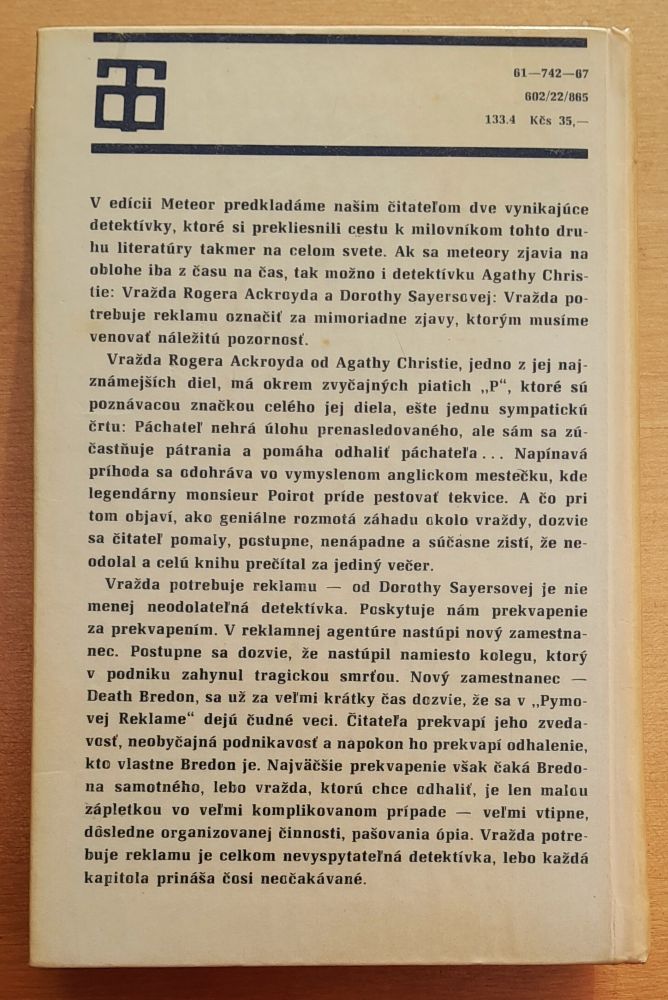 61—742—67
602/22/865
133.4 Kčs 35,—
V edícii Meteor predkladáme našim čitateľom dve vynikajúce
detektívky, ktoré si prekliesnili cestu k milovníkom tohto dru-
hu literatúry takmer na celom svete. Ak sa meteory zjavia na
oblohe iba z času na čas, tak možno i detektívku Agathy Chris-
tie: Vražda Rogera Ackroyda a Dorothy Sayersovej: Vražda po-
trebuje reklamu označiť za mimoriadne zjavy, ktorým musíme
venovať náležitú pozornosť.
Vražda Rogera Ackroyda od Agathy Christie, jedno z jej naj-
známejších diel, má okrem zvyčajných piatich „P“, ktoré sú
poznávacou značkou celého jej diela, ešte jednu sympatickú
črtu: Páchateľ nehrá úlohu prenasledovaného, ale sám sa zú-
častňuje pátrania a pomáha odhaliť páchateľa... Napínavá
príhoda sa odohráva vo vymyslenom anglickom mestečku, kde
legendárny monsieur Poirot príde pestovať tekvice. A čo pri
tom objaví, ako geniálne rozmotá záhadu okolo vraždy, dozvie
sa čitateľ pomaly, postupne, nenápadne a súčasne zistí, že ne-
odolal a celú knihu prečítal za jediný večer.
Vražda potrebuje reklamu — od Dorothy Sayersovej je nie
menej neodolateľná detektívka. Poskytuje nám prekvapenie
za prekvapením. V reklamnej agentúre nastúpi nový zamestna-
nec. Postupne sa dozvie, že nastúpil namiesto kolegu, ktorý
v podniku zahynul tragickou smrťou. Nový zamestnanec —
Death Bredon, sa už za veľmi krátky čas dozvie, že sa v „Pymo-
vej Reklame“ dejú čudné veci. Čitateľa prekvapí jeho zveda-
vosť, neobyčajná podnikavosť a napokon ho prekvapí odhalenie,
kto vlastne Bredon je. Najväčšie prekvapenie však čaká Bredo-
na samotného, lebo vražda, ktorú chce odhaliť, je len malou
zápletkou vo veľmi komplikovanom prípade — veľmi vtipne,
dôsledne organizovanej činnosti, pašovania ópia. Vražda potre-
buje reklamu je celkom nevyspytateľná detektívka, lebo každá
kapitola prináša čosi neočakávané.